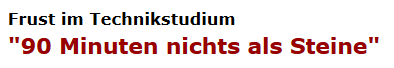 Frust im Technikstudium
"90 Minuten nichts als Steine"